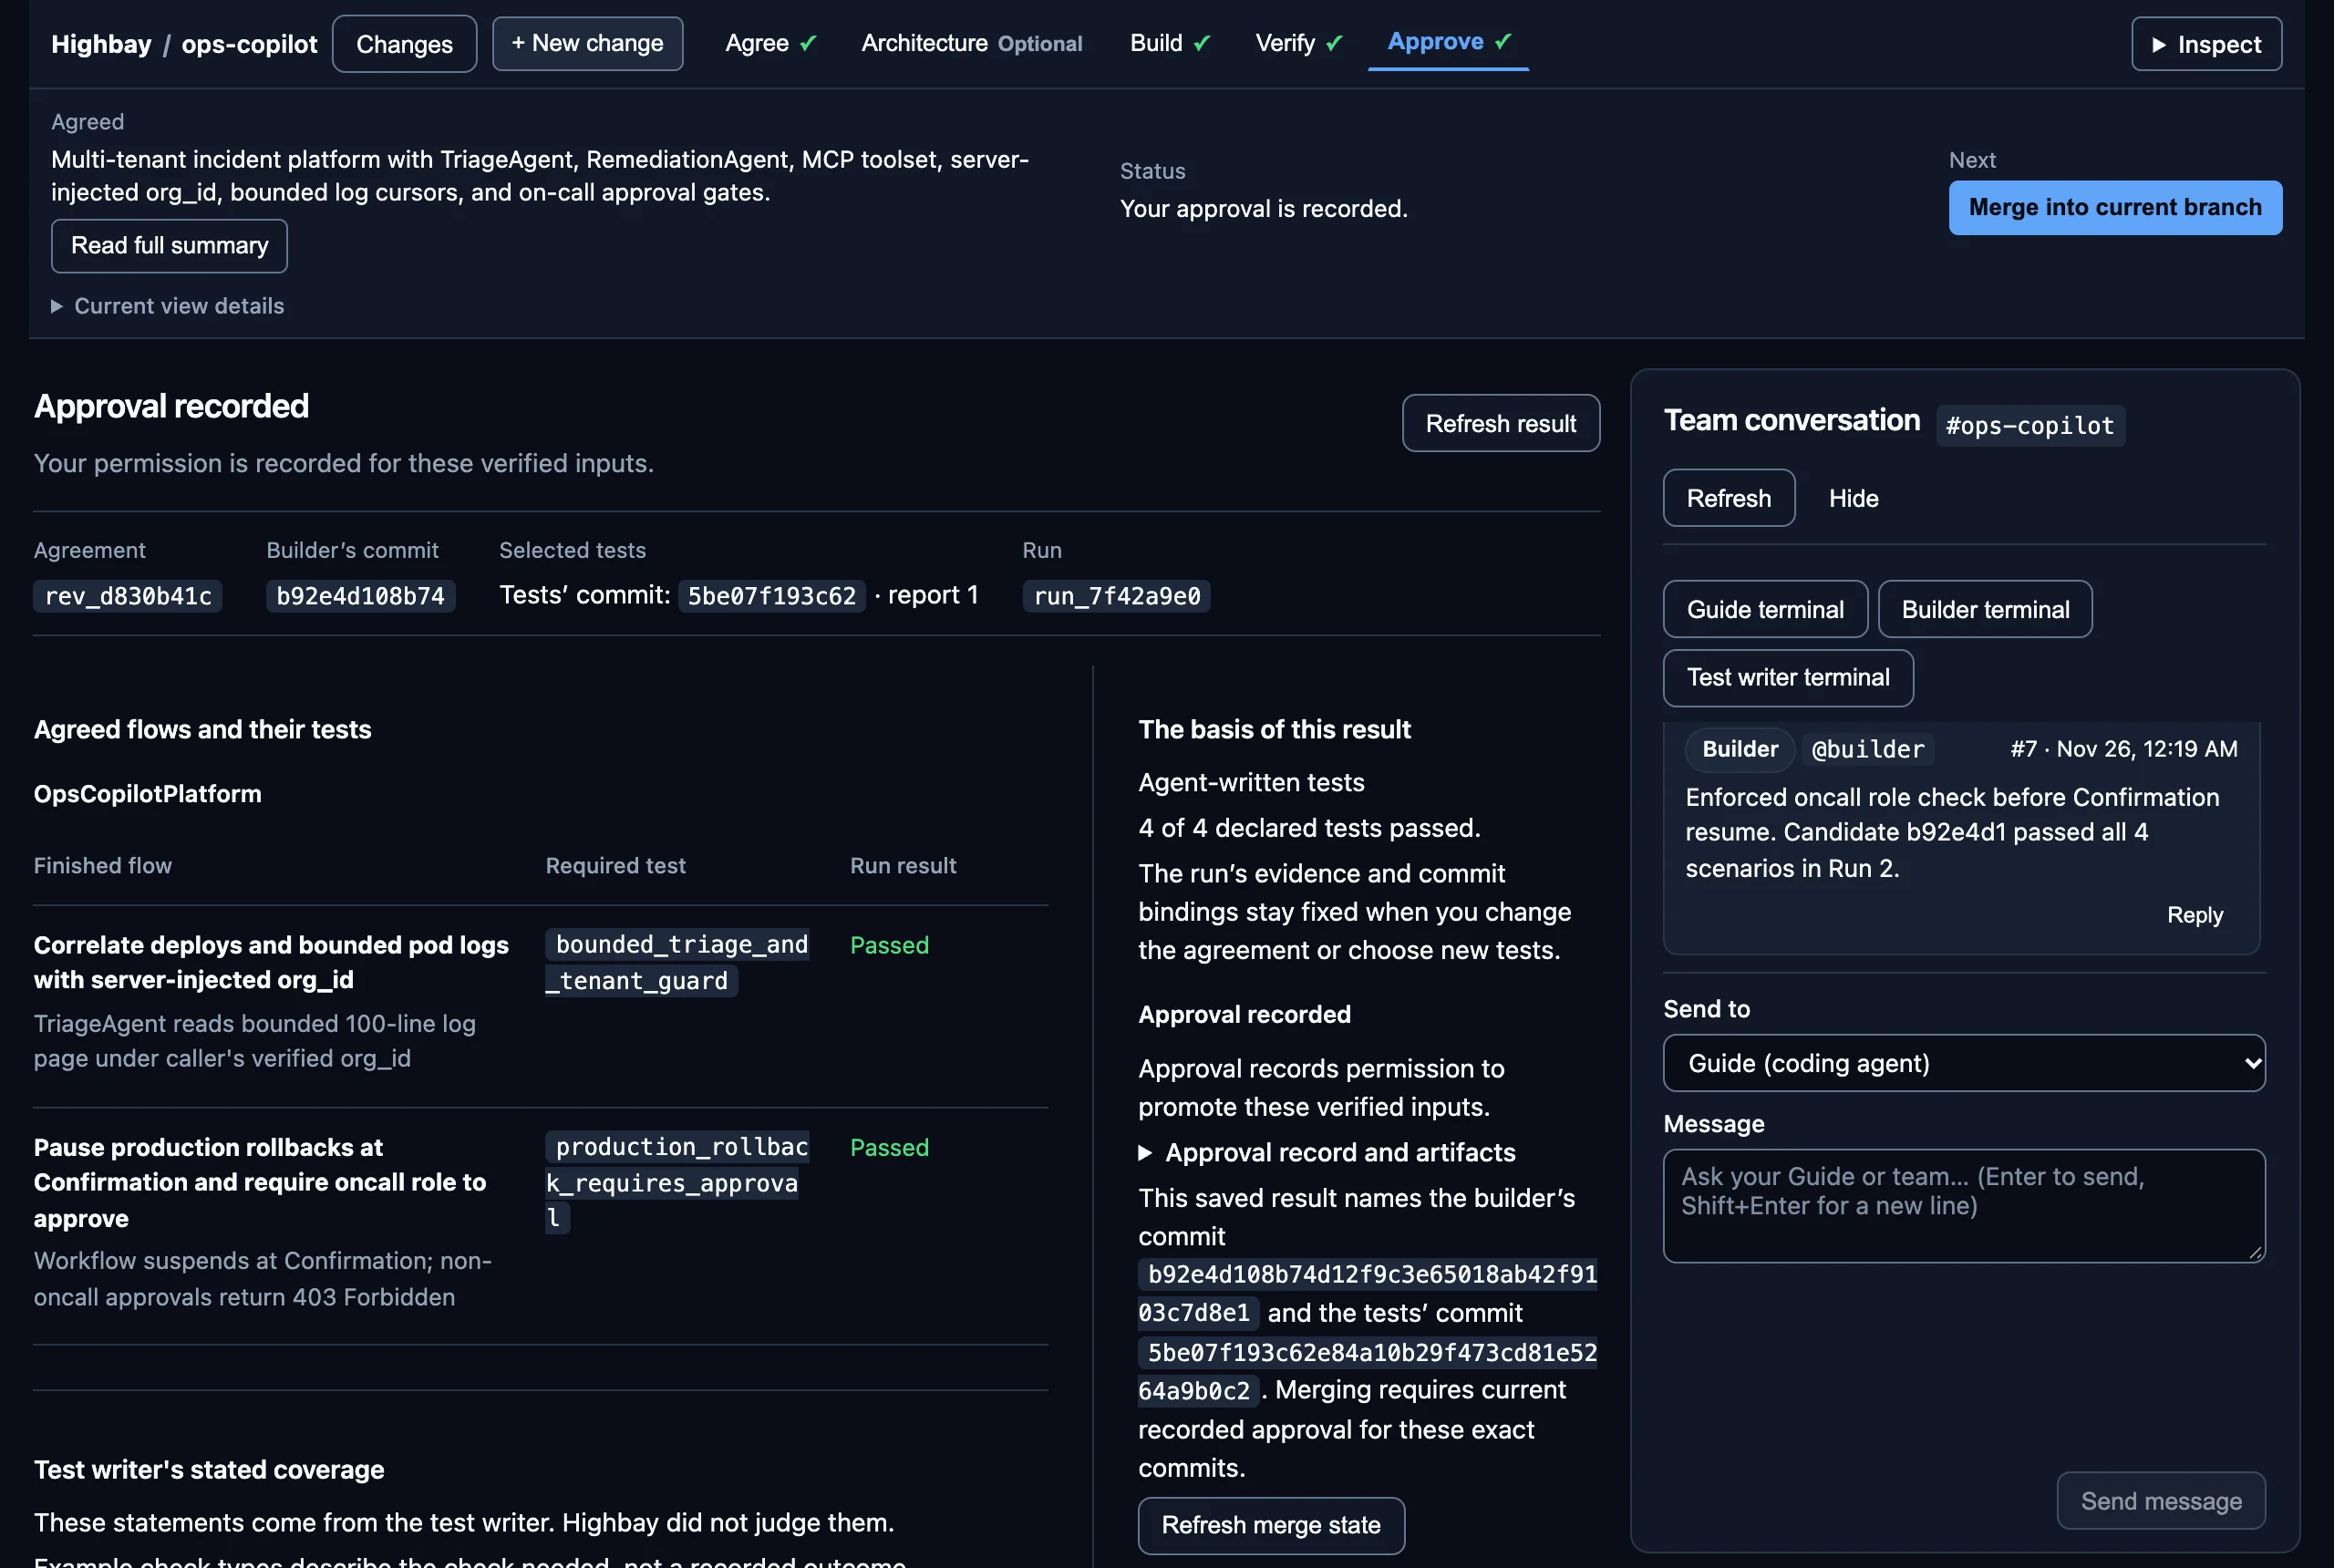 Highbay / ops-copilot
Changes
+ New change
Agree ✓
Architecture Optional
Build ✓
Verify ✓
Approve ✓
▶ Inspect
Agreed
Multi-tenant incident platform with TriageAgent, RemediationAgent, MCP toolset, server-
injected org_id, bounded log cursors, and on-call approval gates.
Read full summary
▶ Current view details
Status
Your approval is recorded.
Next
Merge into current branch
Approval recorded
Your permission is recorded for these verified inputs.
Refresh result
Agreement
rev_d830b41c
Builder’s commit
b92e4d108b74
Selected tests
Tests’ commit: 5be07f193c62 · report 1
Run
run_7f42a9e0
Agreed flows and their tests
OpsCopilotPlatform
Finished flow
Required test
Run result
Correlate deploys and bounded pod logs
with server-injected org_id
TriageAgent reads bounded 100-line log
page under caller's verified org_id
bounded_triage_and
_tenant_guard
Passed
Pause production rollbacks at
Confirmation and require oncall role to
approve
Workflow suspends at Confirmation; non-
oncall approvals return 403 Forbidden
production_rollbac
k_requires_approva
l
Passed
Test writer's stated coverage
These statements come from the test writer. Highbay did not judge them.
Example check types describe the check needed, not a recorded outcome.
The basis of this result
Agent-written tests
4 of 4 declared tests passed.
The run’s evidence and commit
bindings stay fixed when you change
the agreement or choose new tests.
Approval recorded
Approval records permission to
promote these verified inputs.
▶ Approval record and artifacts
This saved result names the builder’s
commit
b92e4d108b74d12f9c3e65018ab42f91
03c7d8e1 and the tests’ commit
5be07f193c62e84a10b29f473cd81e52
64a9b0c2 . Merging requires current
recorded approval for these exact
commits.
Refresh merge state
Team conversation #ops-copilot
Refresh
Hide
Guide terminal
Builder terminal
Test writer terminal
Builder @builder #7 · Nov 26, 12:19 AM
Enforced oncall role check before Confirmation
resume. Candidate b92e4d1 passed all 4
scenarios in Run 2.
Reply
Send to
Guide (coding agent)
Message
Ask your Guide or team... (Enter to send,
Shift+Enter for a new line)
Send message